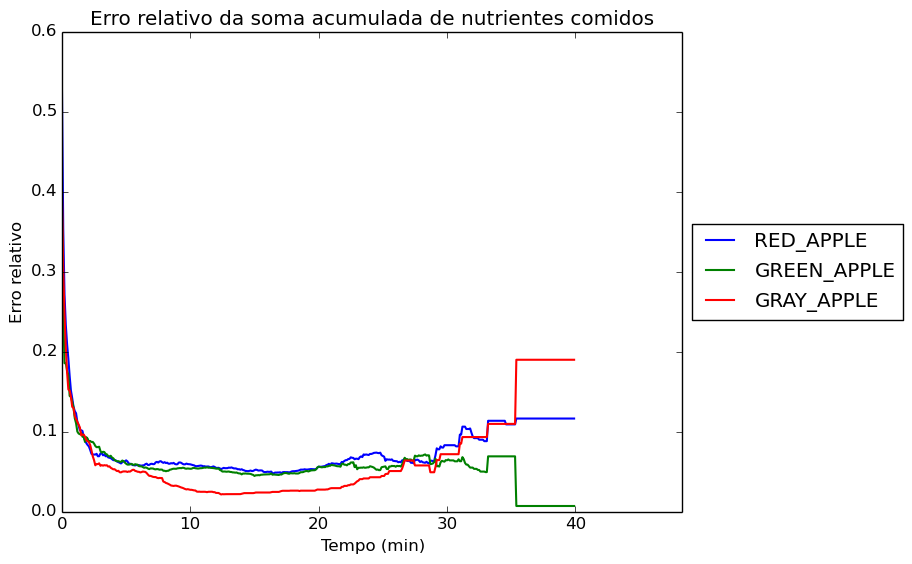 Erro relativo da soma acumulada de nutrientes comidos
0.6
0.5
0.4
0.3
0.2
0.1
0.0
Erro relativo
0 10 20 30 40
Tempo (min)
RED_APPLE
GREEN_APPLE
GRAY_APPLE